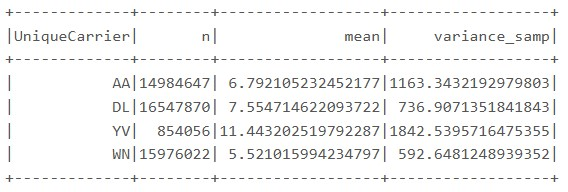 +-------------+--------+------------------+------------------+
|UniqueCarrier|       n|              mean|     variance_samp|
+-------------+--------+------------------+------------------+
|           AA|14984647| 6.792105232452177|1163.3432192979803|
|           DL|16547870| 7.554714622093722| 736.9071351841843|
|           YV|  854056|11.443202519792287|1842.5395716475355|
|           WN|15976022| 5.521015994234797| 592.6481248939352|
+-------------+--------+------------------+------------------+